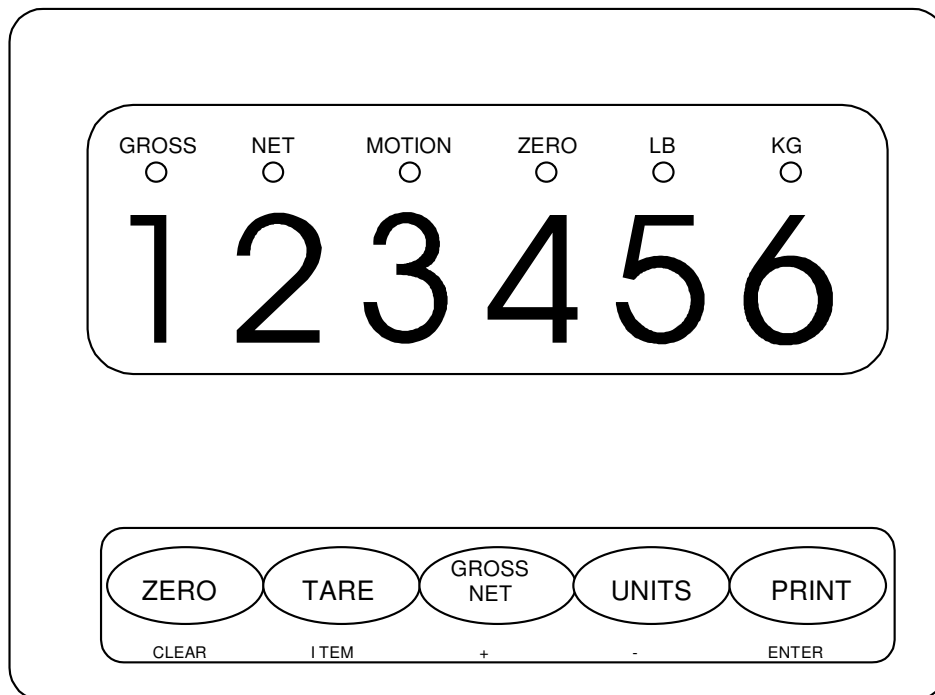 GROSS NET MOTION ZERO LB KG
123456
ZERO TARE GROSS NET UNITS PRINT
CLEAR ITEM + - ENTER